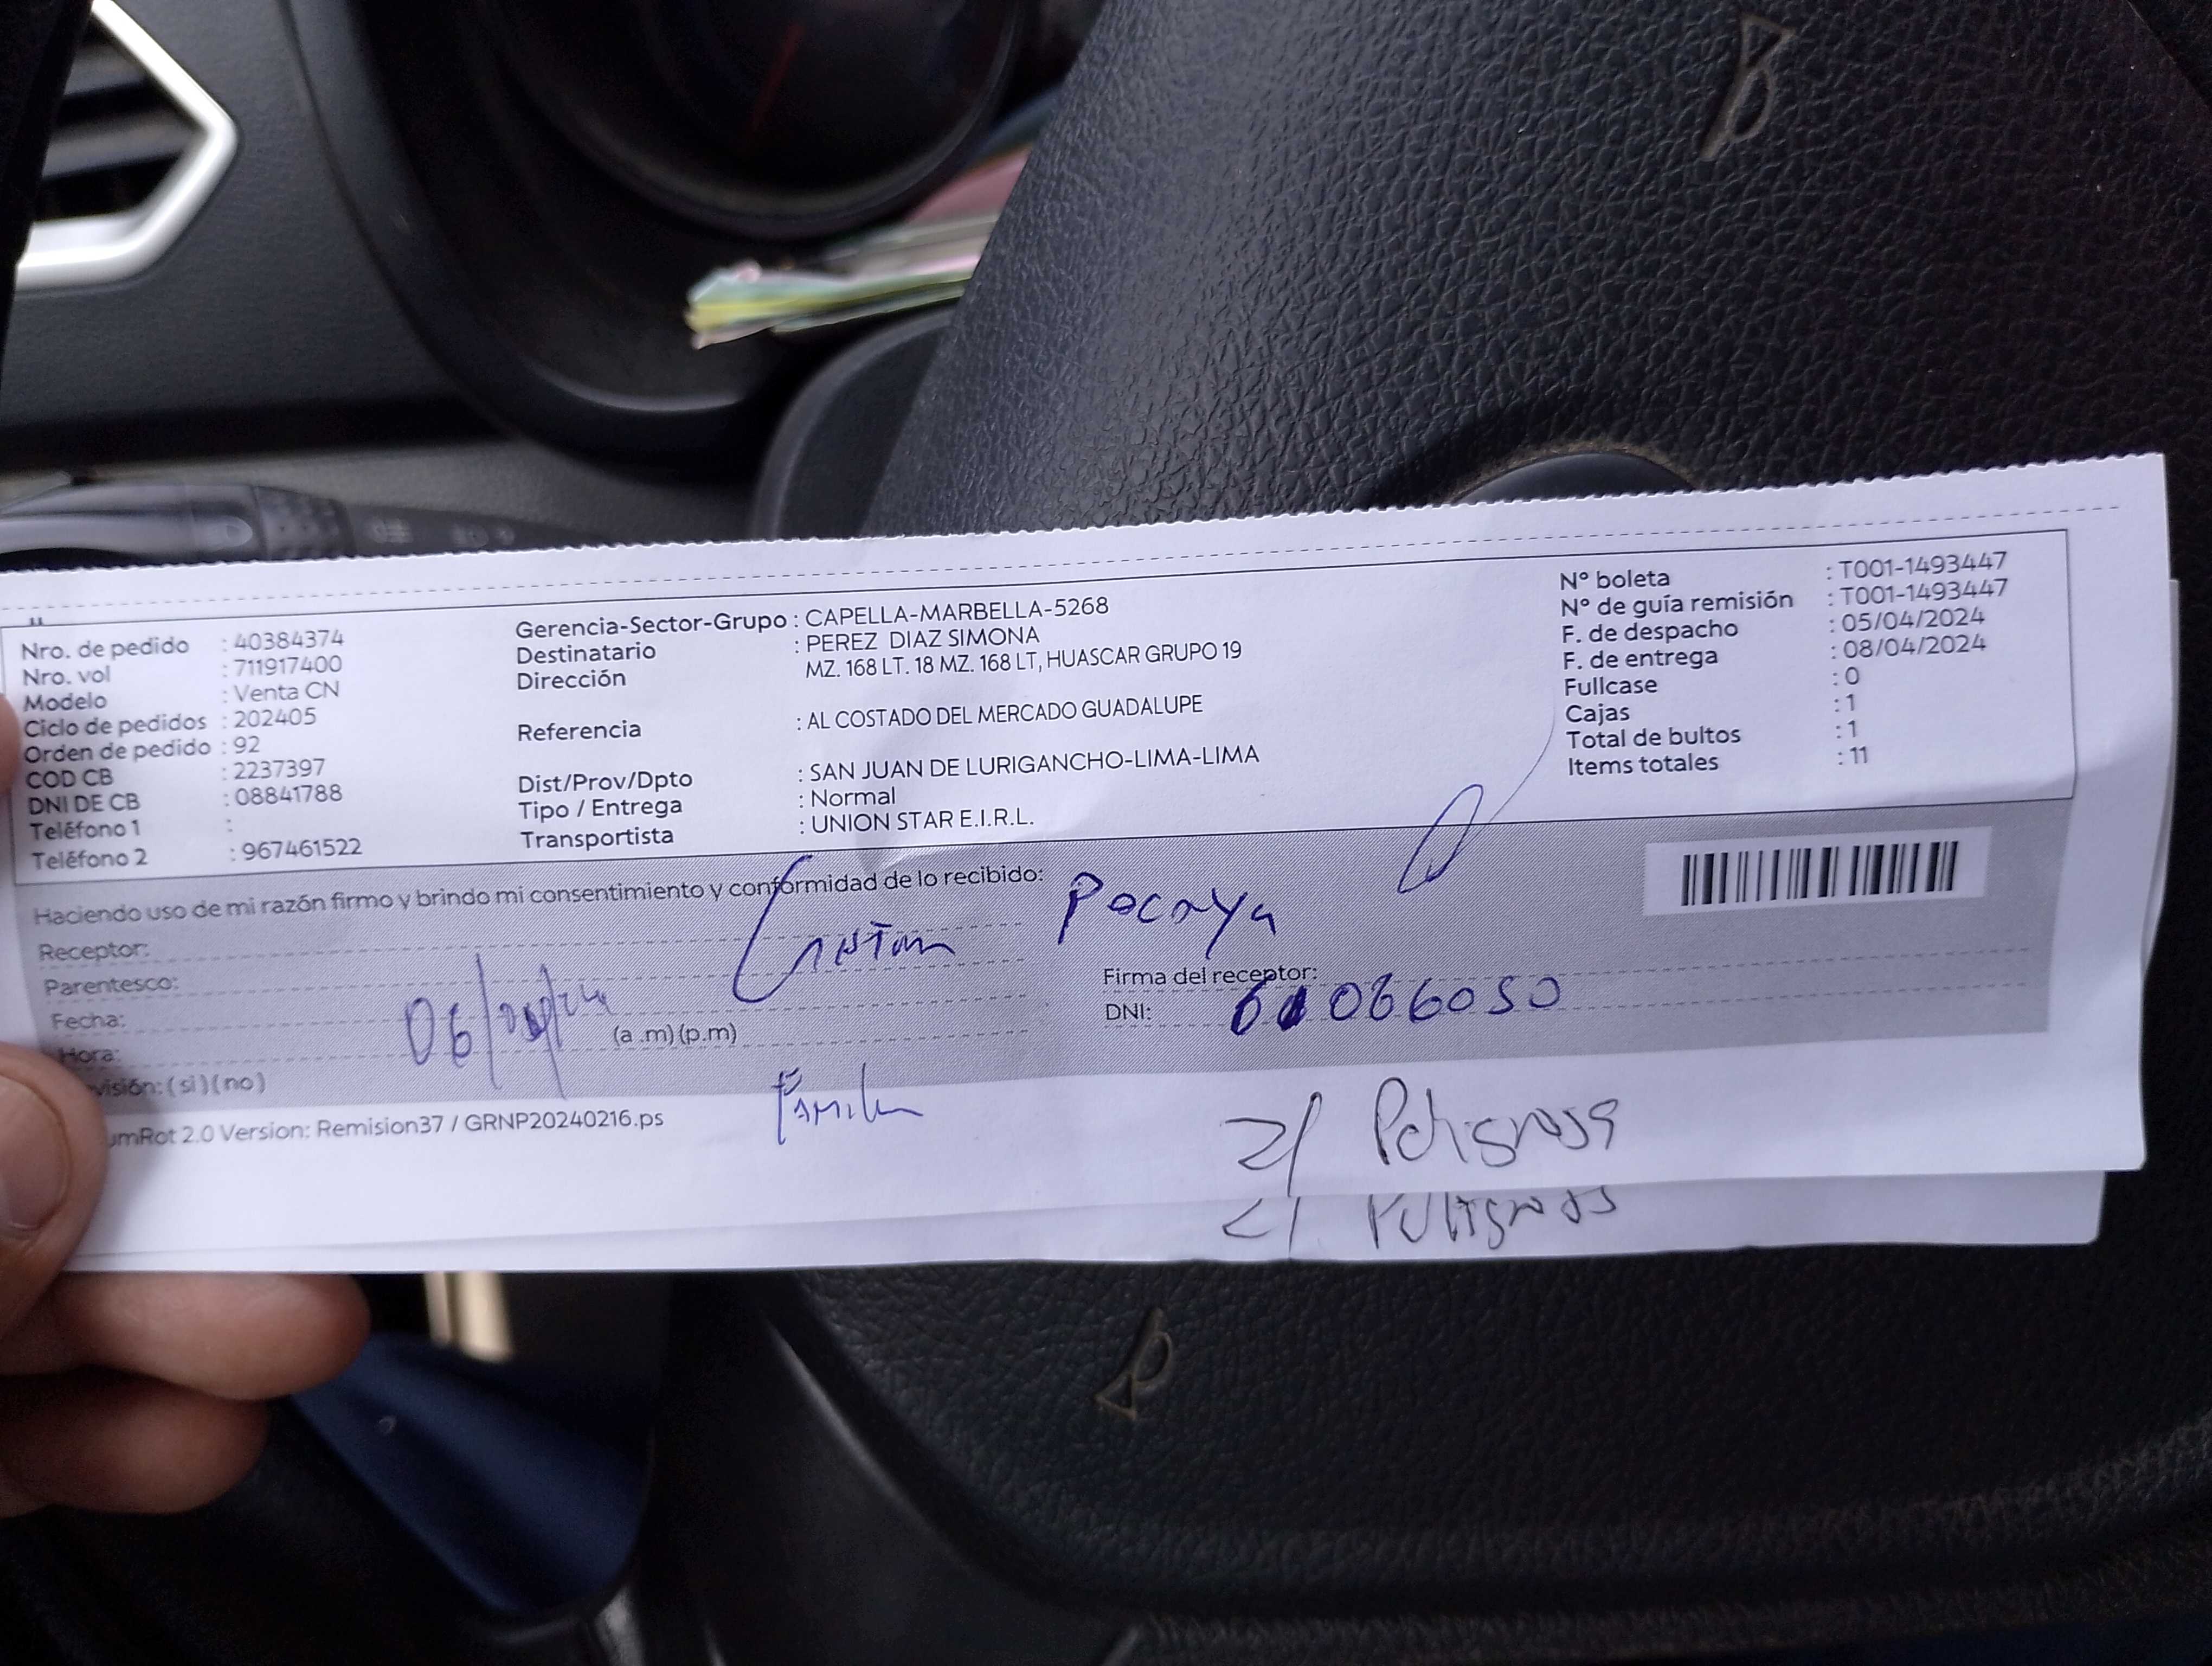 Nro. de pedido : 40384374
Nro. vol : 711917400
Modelo : Venta CN
Ciclo de pedidos : 202405
Orden de pedido : 92
COD CB : 2237397
DNI DE CB : 08841788
Teléfono 1 :
Teléfono 2 : 967461522
Gerencia-Sector-Grupo : CAPELLA-MARBELLA-5268
Destinatario : PEREZ DIAZ SIMONA
Dirección MZ. 168 LT. 18 MZ. 168 LT, HUASCAR GRUPO 19
Referencia : AL COSTADO DEL MERCADO GUADALUPE
Dist/Prov/Dpto : SAN JUAN DE LURIGANCHO-LIMA-LIMA
Tipo / Entrega : Normal
Transportista : UNION STAR E.I.R.L.
N° boleta : T001-1493447
N° de guía remisión : T001-1493447
F. de despacho : 05/04/2024
F. de entrega : 08/04/2024
Fullcase : 0
Cajas : 1
Total de bultos : 1
Items totales : 11
Haciendo uso de mi razón firmo y brindo mi consentimiento y conformidad de lo recibido:
Receptor:
Parentesco:
Fecha:
Hora: (a .m) (p.m)
visión: ( si ) ( no )
Firma del receptor:
DNI:
umRot 2.0 Version: Remision37 / GRNP20240216.ps